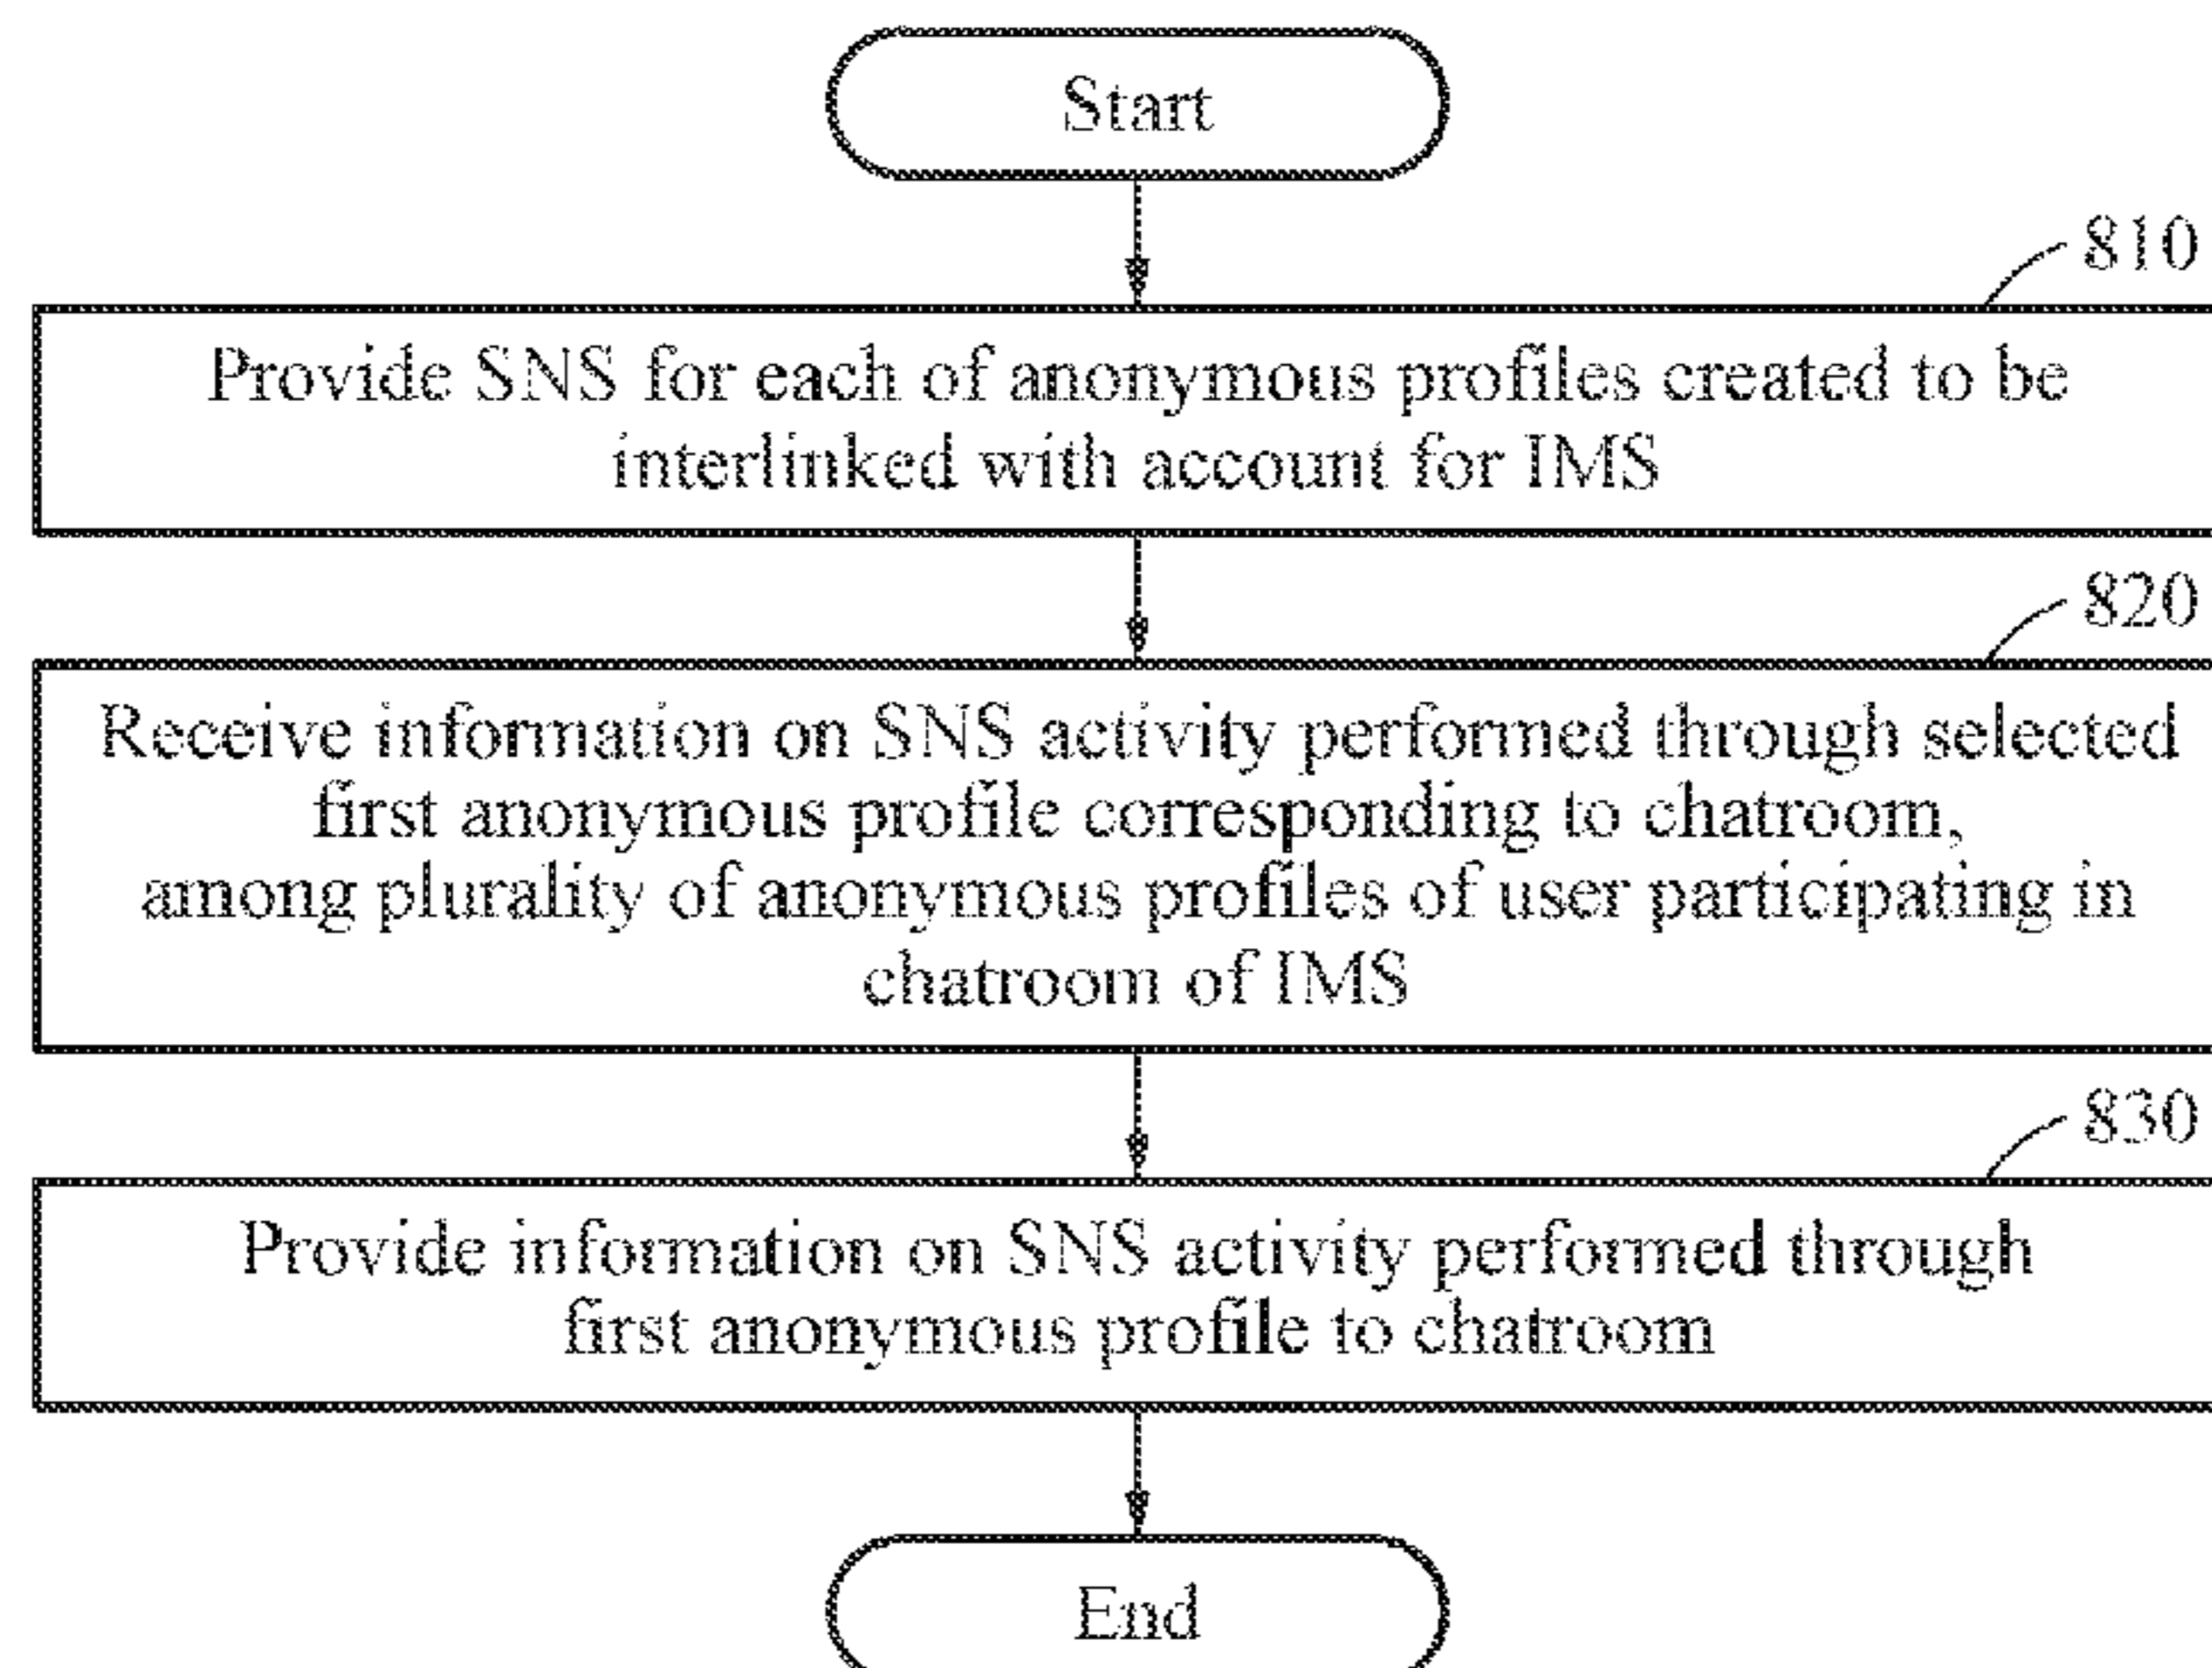 Start
810
Provide SNS for each of anonymous profiles created to be
interlinked with account for IMS
820
Receive information on SNS activity performed through selected
first anonymous profile corresponding to chatroom,
among plurality of anonymous profiles of user participating in
chatroom of IMS
830
Provide information on SNS activity performed through
first anonymous profile to chatroom
End